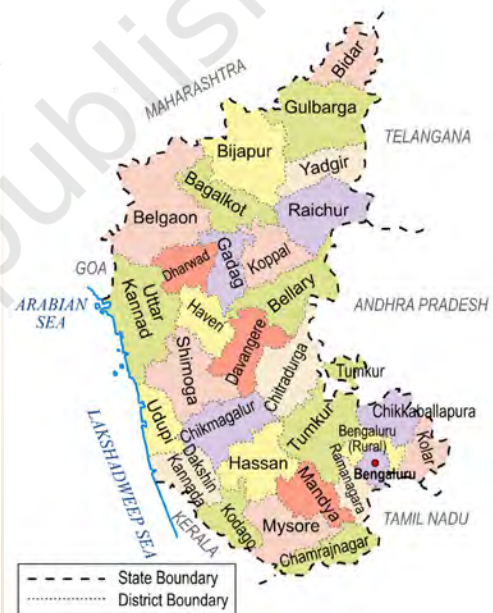 publish
Bidar
MAHARASHTRA
Gulbarga
TELANGANA
Bijapur
Yadgir
Bagalkot
Raichur
Belgaon
Gadag
Koppal
Dharwad
GOA
Bellary
Uttar
Kannad
ARABIAN
SEA
ANDHRA PRADESH
Haveri
Davangere
Shimoga
Chitradurga
Tumkur
Chikkaballapura
Udupi
Chikmagalur
Tumkur
Bengaluru
(Rural)
Kolar
LAKSHADWEEP SEA
Dakshin
Kannada
Hassan
Ramanagara
Bengaluru
Mandya
KERALA
Kodago
Mysore
TAMIL NADU
Chamrajnagar
State Boundary
District Boundary